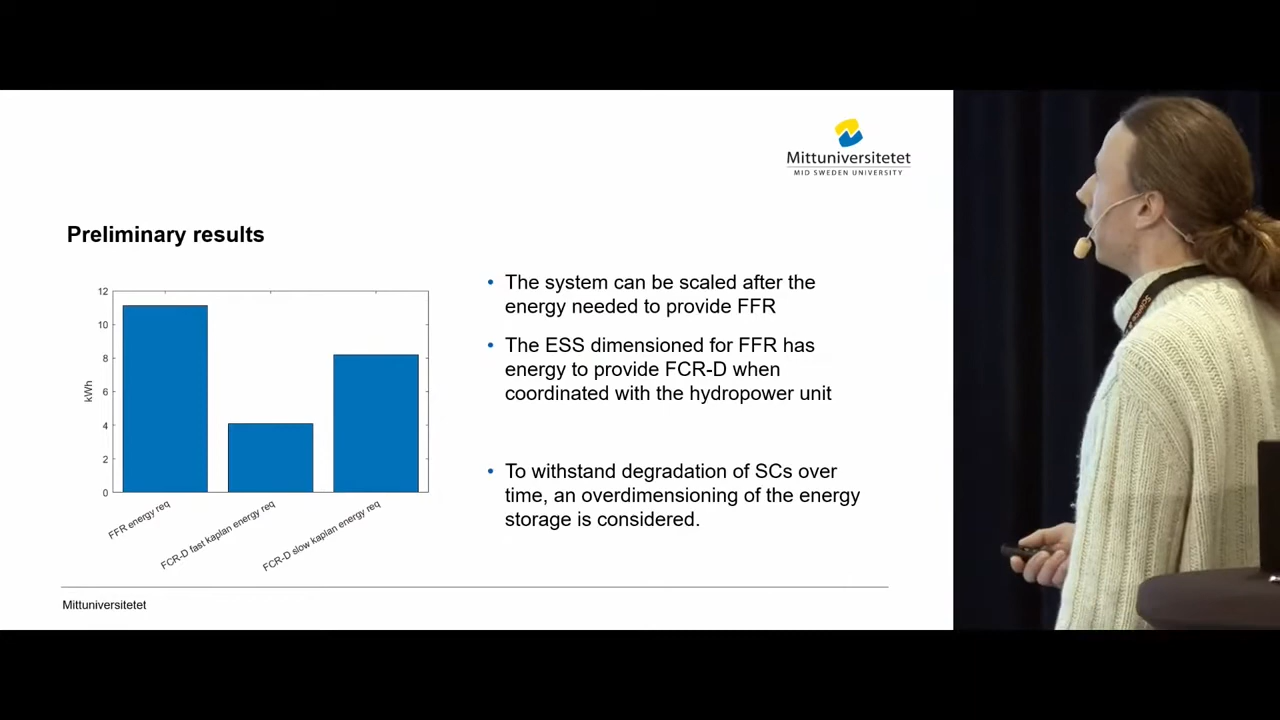 Mittuniversitetet
MID SWEDEN UNIVERSITY
Preliminary results
12
10
8
6
4
2
0
kWh
FFR energy req
FCR-D fast kaplan energy req
FCR-D slow kaplan energy req
• The system can be scaled after the
energy needed to provide FFR
• The ESS dimensioned for FFR has
energy to provide FCR-D when
coordinated with the hydropower unit
• To withstand degradation of SCs over
time, an overdimensioning of the energy
storage is considered.
Mittuniversitetet